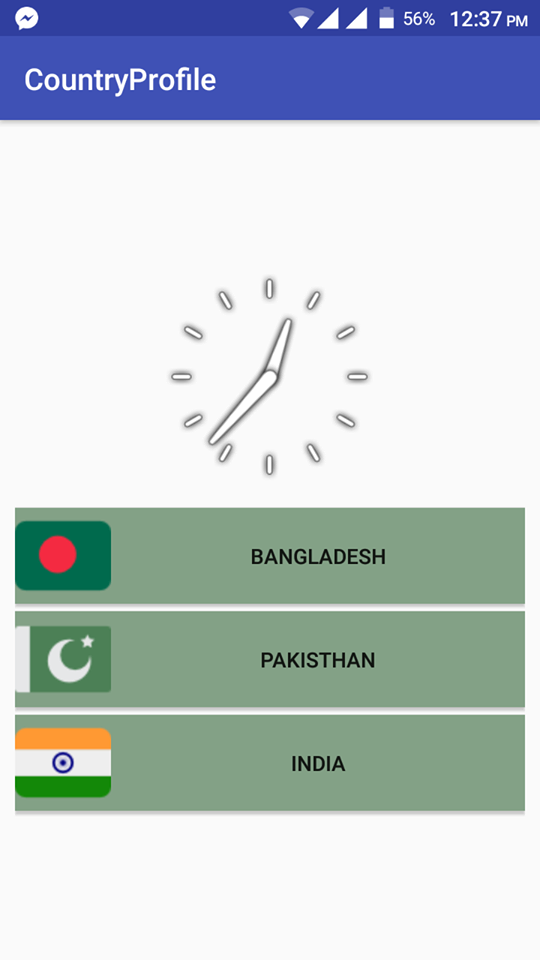 56% 12:37 PM
CountryProfile
BANGLADESH
PAKISTHAN
INDIA